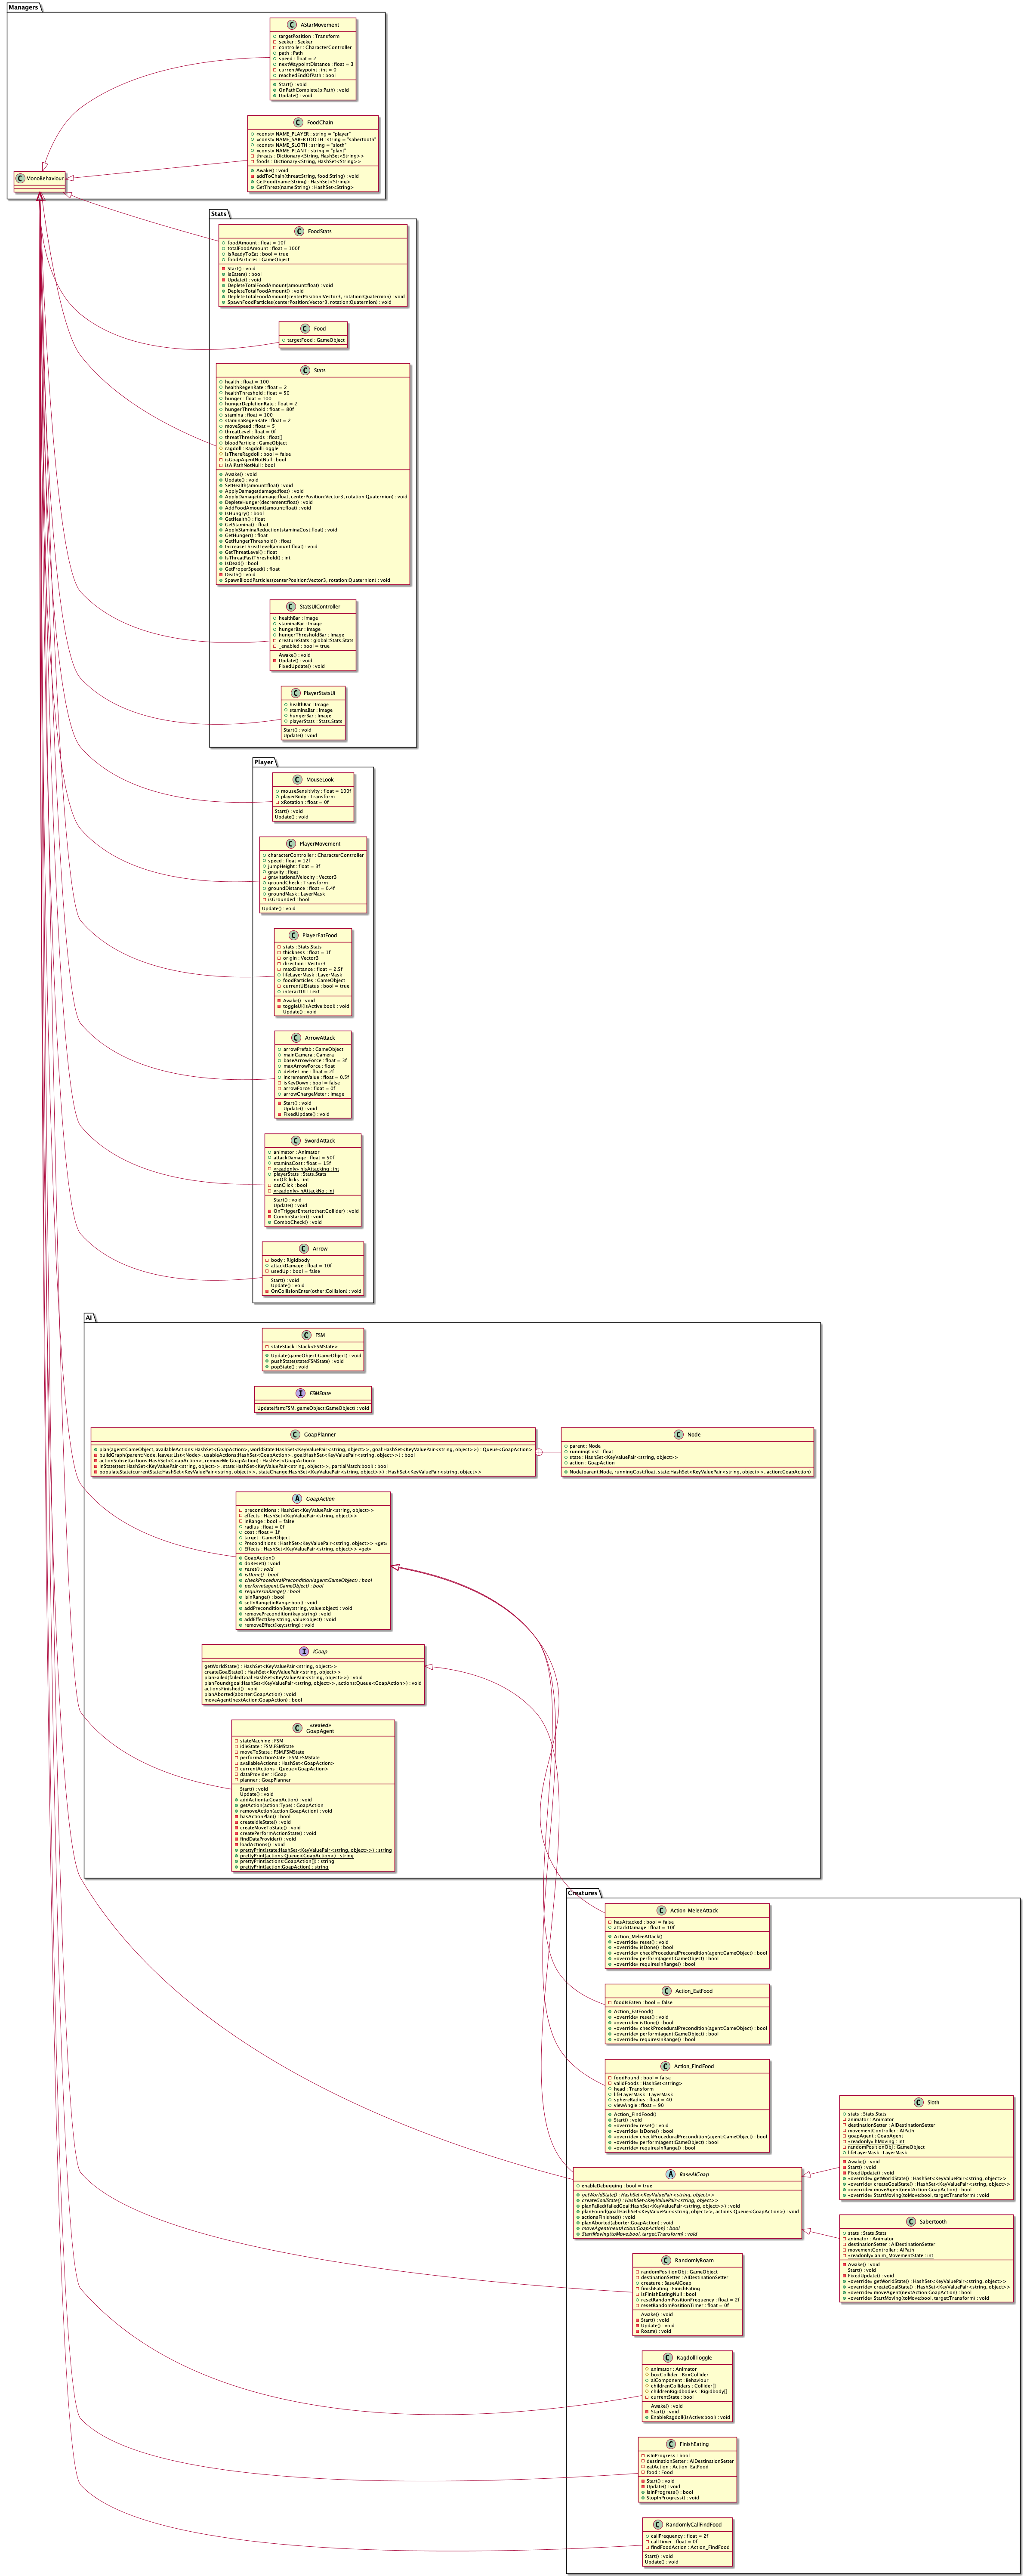 Managers
C AStarMovement
targetPosition : Transform
seeker : Seeker
controller : CharacterController
path : Path
speed : float = 2
nextWaypointDistance : float = 3
currentWaypoint : int = 0
reachedEndOfPath : bool
Start() : void
OnPathComplete(p:Path) : void
Update() : void
C FoodChain
«const» NAME_PLAYER : string = "player"
«const» NAME_SABERTOOTH : string = "sabertooth"
«const» NAME_SLOTH : string = "sloth"
«const» NAME_PLANT : string = "plant"
threats : Dictionary<String, HashSet<String>>
foods : Dictionary<String, HashSet<String>>
Awake() : void
addToChain(threat:String, food:String) : void
GetFood(name:String) : HashSet<String>
GetThreat(name:String) : HashSet<String>
C MonoBehaviour
Stats
C FoodStats
foodAmount : float = 10f
totalFoodAmount : float = 100f
isReadyToEat : bool = true
foodParticles : GameObject
Start() : void
isEaten() : bool
Update() : void
DepleteTotalFoodAmount(amount:float) : void
DepleteTotalFoodAmount() : void
DepleteTotalFoodAmount(centerPosition:Vector3, rotation:Quaternion) : void
SpawnFoodParticles(centerPosition:Vector3, rotation:Quaternion) : void
C Food
targetFood : GameObject
C Stats
health : float = 100
healthRegenRate : float = 2
healthThreshold : float = 50
hunger : float = 100
hungerDepletionRate : float = 2
hungerThreshold : float = 80f
stamina : float = 100
staminaRegenRate : float = 2
moveSpeed : float = 5
threatLevel : float = 0f
threatThresholds : float[]
bloodParticle : GameObject
ragdoll : RagdollToggle
isThereRagdoll : bool = false
isGoapAgentNotNull : bool
isAIPathNotNull : bool
Awake() : void
Update() : void
SetHealth(amount:float) : void
ApplyDamage(damage:float) : void
ApplyDamage(damage:float, centerPosition:Vector3, rotation:Quaternion) : void
DepleteHunger(decrement:float) : void
AddFoodAmount(amount:float) : void
IsHungry() : bool
GetHealth() : float
GetStamina() : float
ApplyStaminaReduction(staminaCost:float) : void
GetHunger() : float
GetHungerThreshold() : float
IncreaseThreatLevel(amount:float) : void
GetThreatLevel() : float
IsThreatPastThreshold() : int
IsDead() : bool
GetProperSpeed() : float
Death() : void
SpawnBloodParticles(centerPosition:Vector3, rotation:Quaternion) : void
C StatsUIController
healthBar : Image
staminaBar : Image
hungerBar : Image
hungerThresholdBar : Image
creatureStats : global::Stats.Stats
_enabled : bool = true
Awake() : void
Update() : void
FixedUpdate() : void
C PlayerStatsUi
healthBar : Image
staminaBar : Image
hungerBar : Image
playerStats : Stats.Stats
Start() : void
Update() : void
Player
C MouseLook
mouseSensitivity : float = 100f
playerBody : Transform
xRotation : float = 0f
Start() : void
Update() : void
C PlayerMovement
characterController : CharacterController
speed : float = 12f
jumpHeight : float = 3f
gravity : float
gravitationalVelocity : Vector3
groundCheck : Transform
groundDistance : float = 0.4f
groundMask : LayerMask
isGrounded : bool
Update() : void
C PlayerEatFood
stats : Stats.Stats
thickness : float = 1f
origin : Vector3
direction : Vector3
maxDistance : float = 2.5f
lifeLayerMask : LayerMask
foodParticles : GameObject
currentUIStatus : bool = true
interactUI : Text
Awake() : void
toggleUI(isActive:bool) : void
Update() : void
C ArrowAttack
arrowPrefab : GameObject
mainCamera : Camera
baseArrowForce : float = 3f
maxArrowForce : float
deleteTime : float = 2f
incrementValue : float = 0.5f
isKeyDown : bool = false
arrowForce : float = 0f
arrowChargeMeter : Image
Start() : void
Update() : void
FixedUpdate() : void
C SwordAttack
animator : Animator
attackDamage : float = 50f
staminaCost : float = 15f
«readonly» hIsAttacking : int
playerStats : Stats.Stats
noOfClicks : int
canClick : bool
«readonly» hAttackNo : int
Start() : void
Update() : void
OnTriggerEnter(other:Collider) : void
ComboStarter() : void
ComboCheck() : void
C Arrow
body : Rigidbody
attackDamage : float = 10f
usedUp : bool = false
Start() : void
Update() : void
OnCollisionEnter(other:Collision) : void
AI
C FSM
stateStack : Stack<FSMState>
Update(gameObject:GameObject) : void
pushState(state:FSMState) : void
popState() : void
I FSMState
Update(fsm:FSM, gameObject:GameObject) : void
C GoapPlanner
plan(agent:GameObject, availableActions:HashSet<GoapAction>, worldState:HashSet<KeyValuePair<string, object>>, goal:HashSet<KeyValuePair<string, object>>) : Queue<GoapAction>
buildGraph(parent:Node, leaves:List<Node>, usableActions:HashSet<GoapAction>, goal:HashSet<KeyValuePair<string, object>>) : bool
actionSubset(actions:HashSet<GoapAction>, removeMe:GoapAction) : HashSet<GoapAction>
inState(test:HashSet<KeyValuePair<string, object>>, state:HashSet<KeyValuePair<string, object>>, partialMatch:bool) : bool
populateState(currentState:HashSet<KeyValuePair<string, object>>, stateChange:HashSet<KeyValuePair<string, object>>) : HashSet<KeyValuePair<string, object>>
C Node
parent : Node
runningCost : float
state : HashSet<KeyValuePair<string, object>>
action : GoapAction
Node(parent:Node, runningCost:float, state:HashSet<KeyValuePair<string, object>>, action:GoapAction)
A GoapAction
preconditions : HashSet<KeyValuePair<string, object>>
effects : HashSet<KeyValuePair<string, object>>
inRange : bool = false
radius : float = 0f
cost : float = 1f
target : GameObject
Preconditions : HashSet<KeyValuePair<string, object>> «get»
Effects : HashSet<KeyValuePair<string, object>> «get»
GoapAction()
doReset() : void
reset() : void
isDone() : bool
checkProceduralPrecondition(agent:GameObject) : bool
perform(agent:GameObject) : bool
requiresInRange() : bool
isInRange() : bool
setInRange(inRange:bool) : void
addPrecondition(key:string, value:object) : void
removePrecondition(key:string) : void
addEffect(key:string, value:object) : void
removeEffect(key:string) : void
I IGoap
getWorldState() : HashSet<KeyValuePair<string, object>>
createGoalState() : HashSet<KeyValuePair<string, object>>
planFailed(failedGoal:HashSet<KeyValuePair<string, object>>) : void
planFound(goal:HashSet<KeyValuePair<string, object>>, actions:Queue<GoapAction>) : void
actionsFinished() : void
planAborted(aborter:GoapAction) : void
moveAgent(nextAction:GoapAction) : bool
C «sealed»
GoapAgent
stateMachine : FSM
idleState : FSM.FSMState
moveToState : FSM.FSMState
performActionState : FSM.FSMState
availableActions : HashSet<GoapAction>
currentActions : Queue<GoapAction>
dataProvider : IGoap
planner : GoapPlanner
Start() : void
Update() : void
addAction(a:GoapAction) : void
getAction(action:Type) : GoapAction
removeAction(action:GoapAction) : void
hasActionPlan() : bool
createIdleState() : void
createMoveToState() : void
createPerformActionState() : void
findDataProvider() : void
loadActions() : void
prettyPrint(state:HashSet<KeyValuePair<string, object>>) : string
prettyPrint(actions:Queue<GoapAction>) : string
prettyPrint(actions:GoapAction[]) : string
prettyPrint(action:GoapAction) : string
Creatures
C Action_MeleeAttack
hasAttacked : bool = false
attackDamage : float = 10f
Action_MeleeAttack()
«override» reset() : void
«override» isDone() : bool
«override» checkProceduralPrecondition(agent:GameObject) : bool
«override» perform(agent:GameObject) : bool
«override» requiresInRange() : bool
C Action_EatFood
foodIsEaten : bool = false
Action_EatFood()
«override» reset() : void
«override» isDone() : bool
«override» checkProceduralPrecondition(agent:GameObject) : bool
«override» perform(agent:GameObject) : bool
«override» requiresInRange() : bool
C Action_FindFood
foodFound : bool = false
validFoods : HashSet<string>
head : Transform
lifeLayerMask : LayerMask
sphereRadius : float = 40
viewAngle : float = 90
Action_FindFood()
Start() : void
«override» reset() : void
«override» isDone() : bool
«override» checkProceduralPrecondition(agent:GameObject) : bool
«override» perform(agent:GameObject) : bool
«override» requiresInRange() : bool
C Sloth
stats : Stats.Stats
animator : Animator
destinationSetter : AIDestinationSetter
movementController : AIPath
goapAgent : GoapAgent
«readonly» hMoving : int
randomPositionObj : GameObject
lifeLayerMask : LayerMask
Awake() : void
Start() : void
FixedUpdate() : void
«override» getWorldState() : HashSet<KeyValuePair<string, object>>
«override» createGoalState() : HashSet<KeyValuePair<string, object>>
«override» moveAgent(nextAction:GoapAction) : bool
«override» StartMoving(toMove:bool, target:Transform) : void
A BaseAIGoap
enableDebugging : bool = true
getWorldState() : HashSet<KeyValuePair<string, object>>
createGoalState() : HashSet<KeyValuePair<string, object>>
planFailed(failedGoal:HashSet<KeyValuePair<string, object>>) : void
planFound(goal:HashSet<KeyValuePair<string, object>>, actions:Queue<GoapAction>) : void
actionsFinished() : void
planAborted(aborter:GoapAction) : void
moveAgent(nextAction:GoapAction) : bool
StartMoving(toMove:bool, target:Transform) : void
C Sabertooth
stats : Stats.Stats
animator : Animator
destinationSetter : AIDestinationSetter
movementController : AIPath
«readonly» anim_MovementState : int
Awake() : void
Start() : void
FixedUpdate() : void
«override» getWorldState() : HashSet<KeyValuePair<string, object>>
«override» createGoalState() : HashSet<KeyValuePair<string, object>>
«override» moveAgent(nextAction:GoapAction) : bool
«override» StartMoving(toMove:bool, target:Transform) : void
C RandomlyRoam
randomPositionObj : GameObject
destinationSetter : AIDestinationSetter
creature : BaseAIGoap
finishEating : FinishEating
isFinishEatingNull : bool
resetRandomPositionFrequency : float = 2f
resetRandomPositionTimer : float = 0f
Awake() : void
Start() : void
Update() : void
Roam() : void
C RagdollToggle
animator : Animator
boxCollider : BoxCollider
aiComponent : Behaviour
childrenColliders : Collider[]
childrenRigidbodies : Rigidbody[]
currentState : bool
Awake() : void
Start() : void
EnableRagdoll(isActive:bool) : void
C FinishEating
isInProgress : bool
destinationSetter : AIDestinationSetter
eatAction : Action_EatFood
food : Food
Start() : void
Update() : void
IsInProgress() : bool
StopInProgress() : void
C RandomlyCallFindFood
callFrequency : float = 2f
callTimer : float = 0f
findFoodAction : Action_FindFood
Start() : void
Update() : void